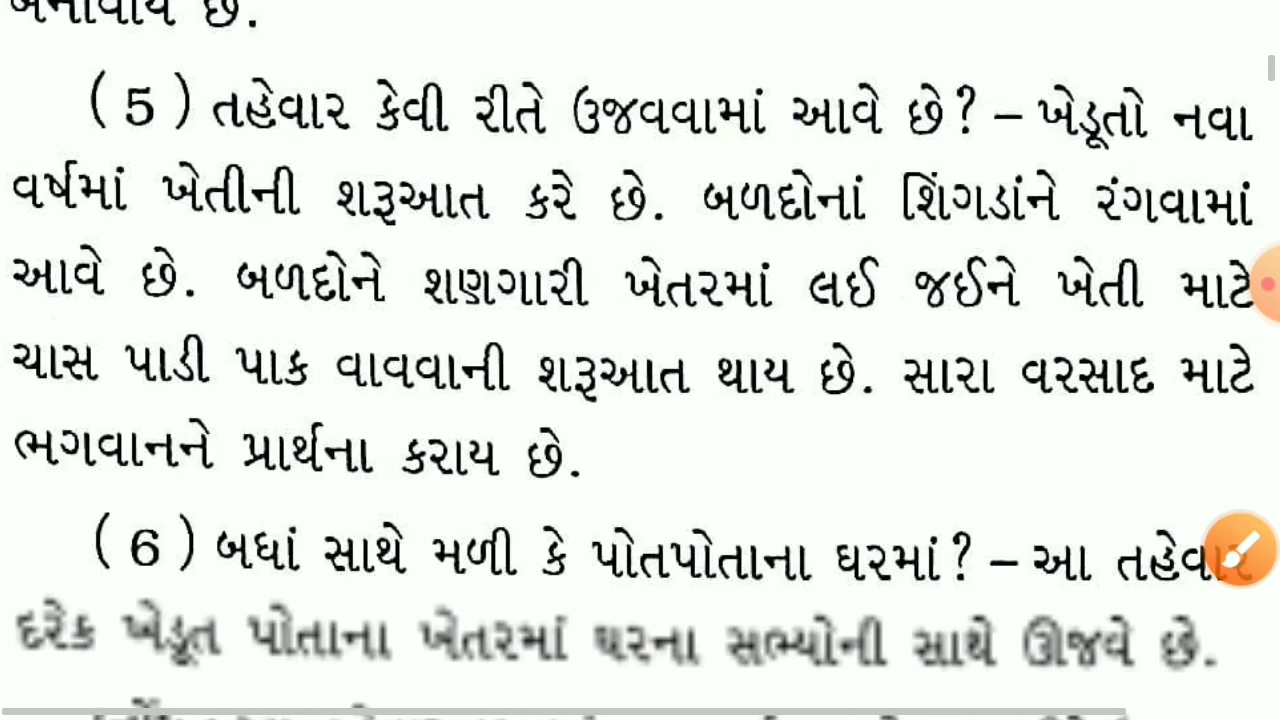 બનાવાય છે.
(5) તહેવાર કેવી રીતે ઉજવવામાં આવે છે? – ખેડૂતો નવા
વર્ષમાં ખેતીની શરૂઆત કરે છે. બળદોનાં શિંગડાંને રંગવામાં
આવે છે. બળદોને શણગારી ખેતરમાં લઈ જઈને ખેતી માટે
ચાસ પાડી પાક વાવવાની શરૂઆત થાય છે. સારા વરસાદ માટે
ભગવાનને પ્રાર્થના કરાય છે.
(6) બધાં સાથે મળી કે પોતપોતાના ઘરમાં? – આ તહેવાર
દરેક ખેડૂત પોતાના ખેતરમાં ઘરના સભ્યોની સાથે ઊજવે છે.